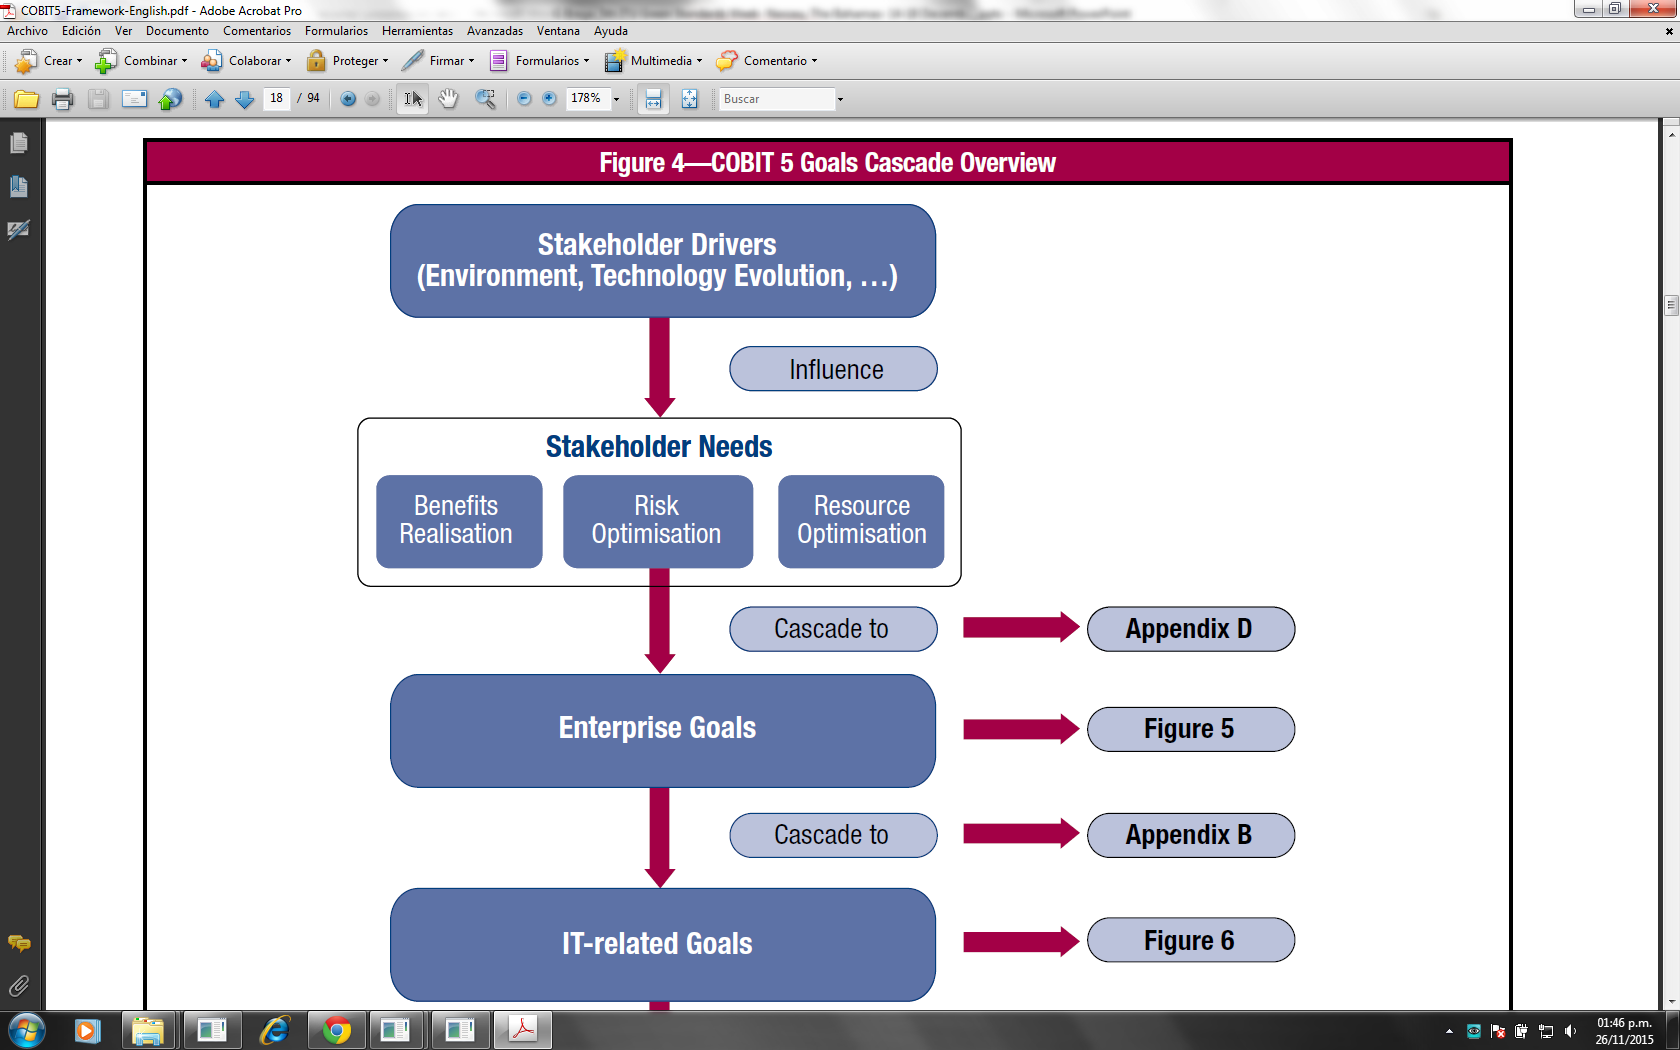 COBIT5-Framework-English.pdf - Adobe Acrobat Pro
Archivo Edición Ver Documento Comentarios Formularios Herramientas Avanzadas Ventana Ayuda
Crear Combinar Colaborar Proteger Firmar Formularios Multimedia Comentario
18 / 94 178% Buscar
Figure 4—COBIT 5 Goals Cascade Overview
Stakeholder Drivers
(Environment, Technology Evolution, …)
Influence
Stakeholder Needs
Benefits
Realisation
Risk
Optimisation
Resource
Optimisation
Cascade to
Appendix D
Enterprise Goals
Figure 5
Cascade to
Appendix B
IT-related Goals
Figure 6
01:46 p.m.
26/11/2015